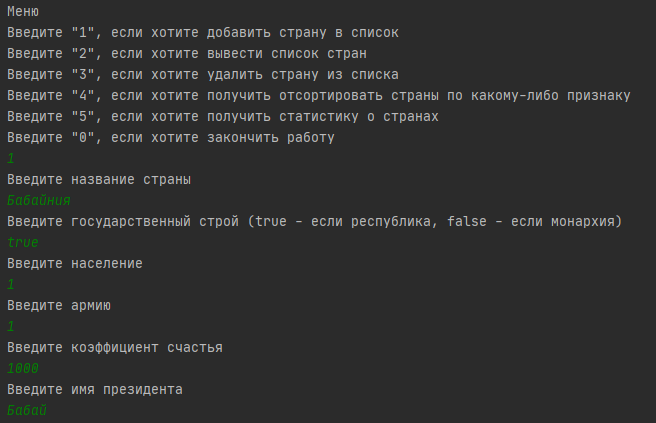 Меню
Введите "1", если хотите добавить страну в список
Введите "2", если хотите вывести список стран
Введите "3", если хотите удалить страну из списка
Введите "4", если хотите получить отсортировать страны по какому-либо признаку
Введите "5", если хотите получить статистику о странах
Введите "0", если хотите закончить работу
1
Введите название страны
Бабайния
Введите государственный строй (true - если республика, false - если монархия)
true
Введите население
1
Введите армию
1
Введите коэффициент счастья
1000
Введите имя президента
Бабай